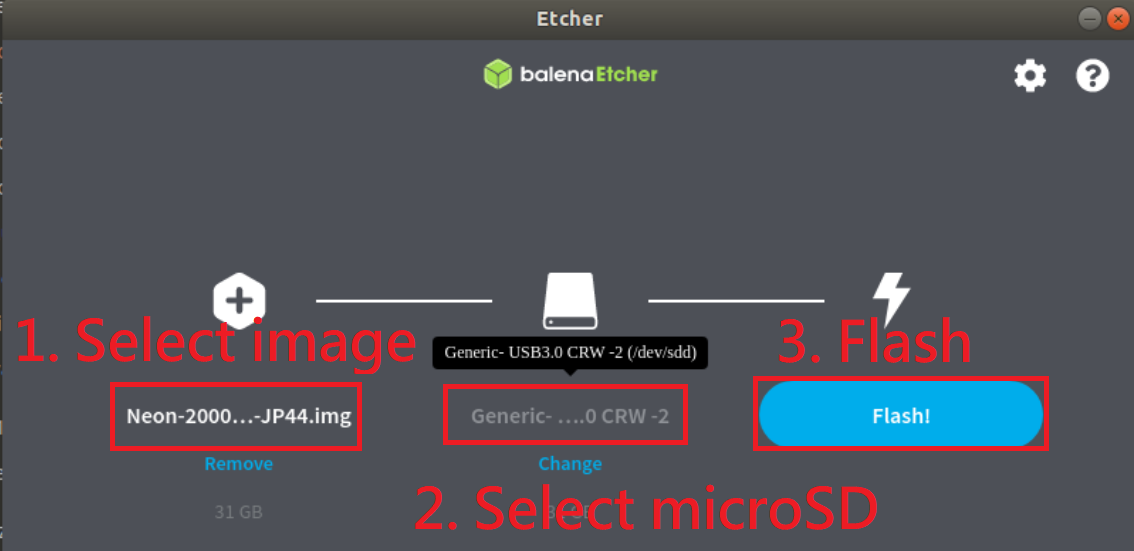 Etcher
balenaEtcher
1. Select image
Generic- USB3.0 CRW -2 (/dev/sdd)
3. Flash
Neon-2000...-JP44.img
Generic- ....0 CRW -2
Flash!
Remove
Change
31 GB
2. Select microSD